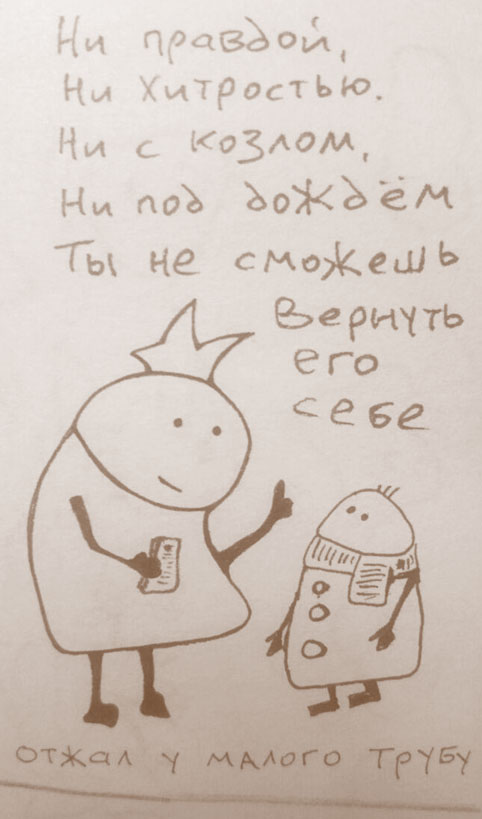 Ни правдой,
Ни хитростью.
Ни с козлом,
Ни под дождём
Ты не сможешь
Вернуть
его
себе
отжал у малого трубу